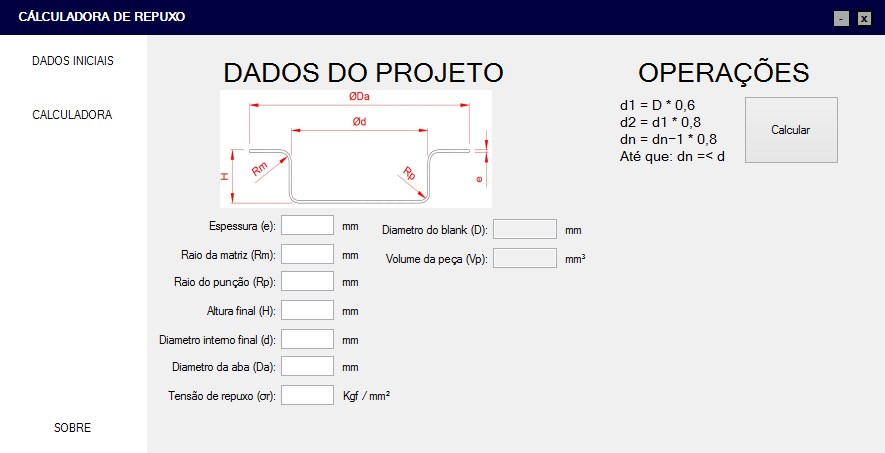 CÁLCULADORA DE REPUXO
- x
DADOS INICIAIS
CALCULADORA
SOBRE
DADOS DO PROJETO
ØDa
Ød
H
Rm
Rp
e
Espessura (e): mm
Raio da matriz (Rm): mm
Raio do punção (Rp): mm
Altura final (H): mm
Diametro interno final (d): mm
Diametro da aba (Da): mm
Tensão de repuxo (σr): Kgf / mm²
Diametro do blank (D): mm
Volume da peça (Vp): mm³
OPERAÇÕES
d1 = D * 0,6
d2 = d1 * 0,8
dn = dn-1 * 0,8
Até que: dn =< d
Calcular